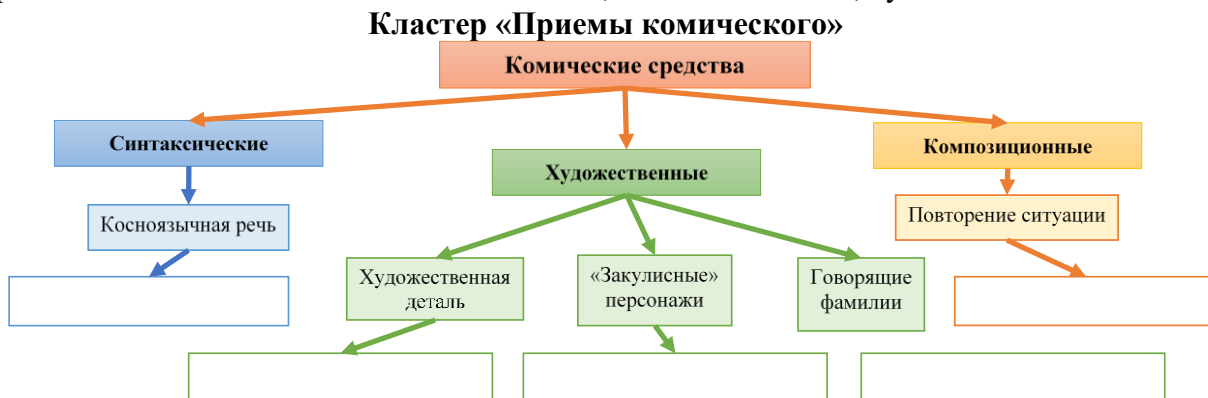 Кластер «Приемы комического»
Комические средства
Синтаксические
Художественные
Композиционные
Косноязычная речь
Повторение ситуации
Художественная
деталь
«Закулисные»
персонажи
Говорящие
фамилии